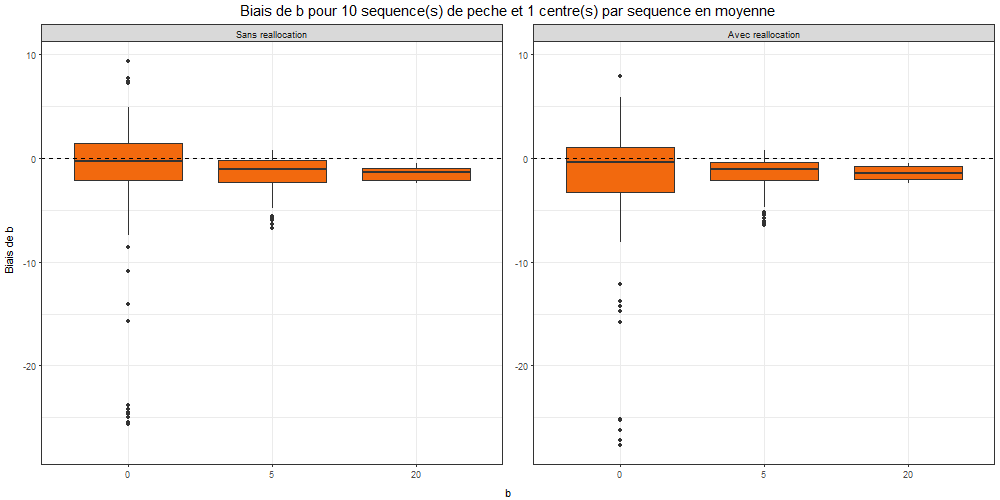 Biais de b pour 10 sequence(s) de peche et 1 centre(s) par sequence en moyenne
Sans reallocation
Avec reallocation
Biais de b
10
0
-10
-20
10
0
-10
-20
0 5 20
0 5 20
b